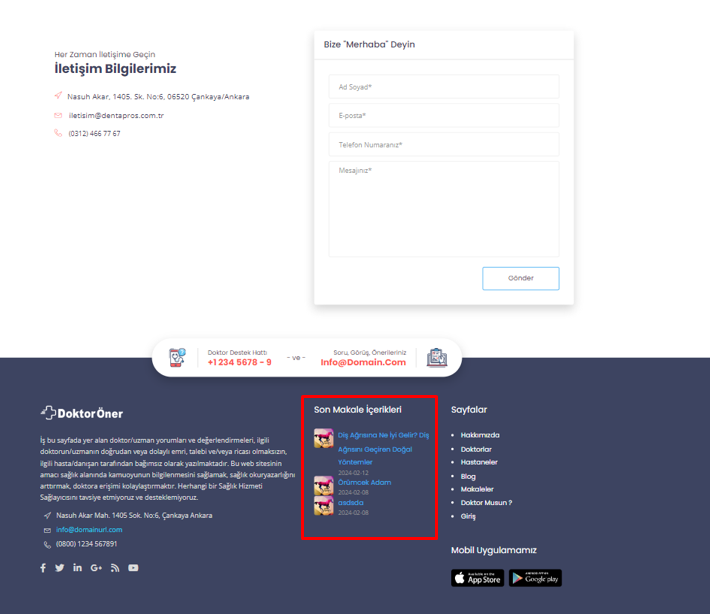 Her Zaman İletişime Geçin
İletişim Bilgilerimiz
Nasuh Akar, 1405. Sk. No:6, 06520 Çankaya/Ankara
iletisim@dentapros.com.tr
(0312) 466 77 67
Bize "Merhaba" Deyin
Ad Soyad*
E-posta*
Telefon Numaranız*
Mesajınız*
Gönder
Doktor Destek Hattı
+1 234 5678 - 9
- ve -
Soru, Görüş, Önerileriniz
Info@Domain.Com
DoktorÖner
İş bu sayfada yer alan doktor/uzman yorumları ve değerlendirmeleri, ilgili
doktorun/uzmanın doğrudan veya dolaylı emri, talebi ve/veya ricası olmaksızın,
ilgili hasta/danışan tarafından bağımsız olarak yazılmaktadır. Bu web sitesinin
amacı sağlık alanında kamuoyunun bilgilenmesini sağlamak, sağlık okuryazarlığını
arttırmak, doktora erişimi kolaylaştırmaktır. Herhangi bir Sağlık Hizmeti
Sağlayıcısını tavsiye etmiyoruz ve desteklemiyoruz.
Nasuh Akar Mah. 1405 Sok. No:6, Çankaya Ankara
info@domainurl.com
(0800) 1234 567891
Son Makale İçerikleri
Diş Ağrısına Ne İyi Gelir? Diş
Ağrısını Geçiren Doğal
Yöntemler
2024-02-12
Örümcek Adam
2024-02-08
asdsda
2024-02-08
Sayfalar
Hakkımızda
Doktorlar
Hastaneler
Blog
Makaleler
Doktor Musun ?
Giriş
Mobil Uygulamamız
App Store
Google play